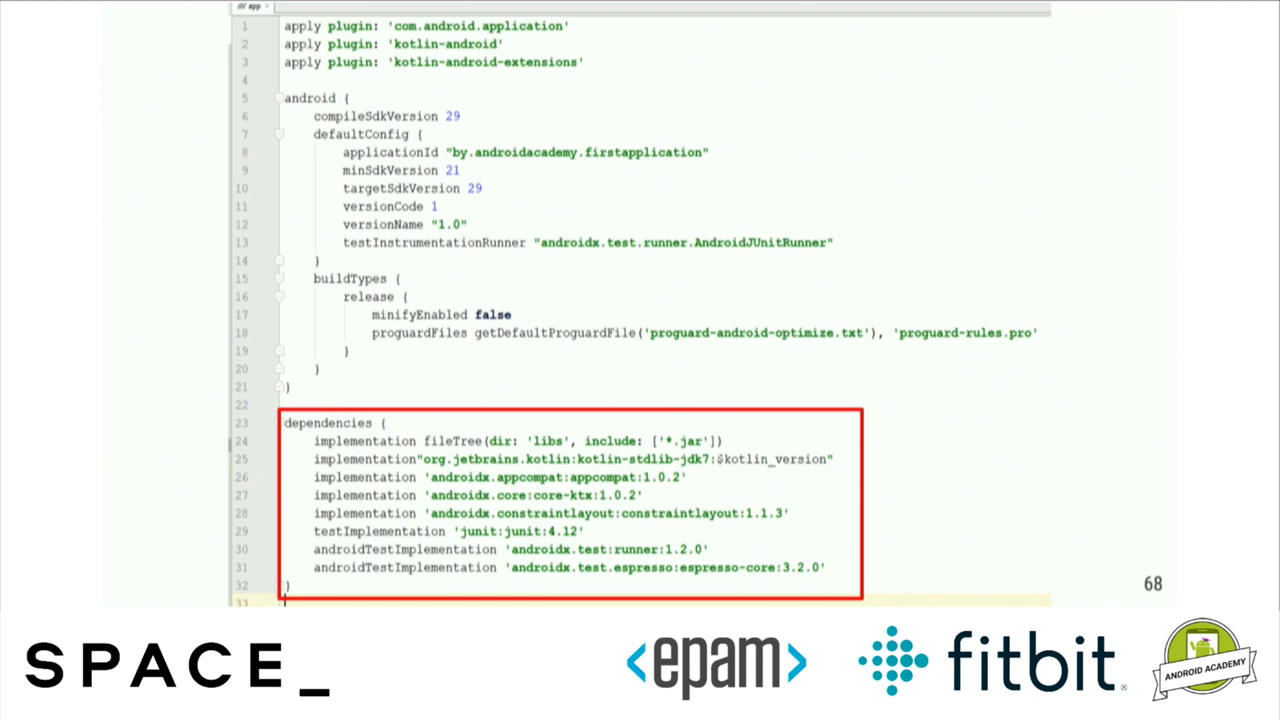 app
1 apply plugin: 'com.android.application'
2 apply plugin: 'kotlin-android'
3 apply plugin: 'kotlin-android-extensions'
4
5 android {
6 compileSdkVersion 29
7 defaultConfig {
8 applicationId "by.androidacademy.firstapplication"
9 minSdkVersion 21
10 targetSdkVersion 29
11 versionCode 1
12 versionName "1.0"
13 testInstrumentationRunner "androidx.test.runner.AndroidJUnitRunner"
14 }
15 buildTypes {
16 release {
17 minifyEnabled false
18 proguardFiles getDefaultProguardFile('proguard-android-optimize.txt'), 'proguard-rules.pro'
19 }
20 }
21 }
22
23 dependencies {
24 implementation fileTree(dir: 'libs', include: ['*.jar'])
25 implementation"org.jetbrains.kotlin:kotlin-stdlib-jdk7:$kotlin_version"
26 implementation 'androidx.appcompat:appcompat:1.0.2'
27 implementation 'androidx.core:core-ktx:1.0.2'
28 implementation 'androidx.constraintlayout:constraintlayout:1.1.3'
29 testImplementation 'junit:junit:4.12'
30 androidTestImplementation 'androidx.test:runner:1.2.0'
31 androidTestImplementation 'androidx.test.espresso:espresso-core:3.2.0'
32 }
33
68
SPACE_
<epam>
fitbit®
ANDROID ACADEMY